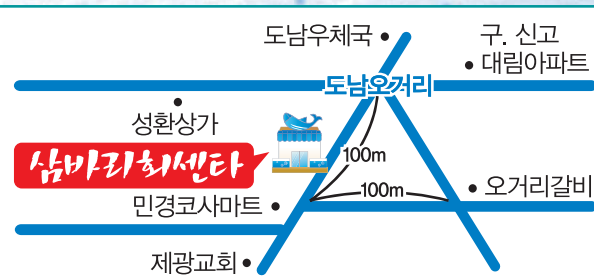 도남우체국
구. 신고
대림아파트
도남오거리
성환상가
삼바리회센타
100m
100m
오거리갈비
민경코사마트
제광교회